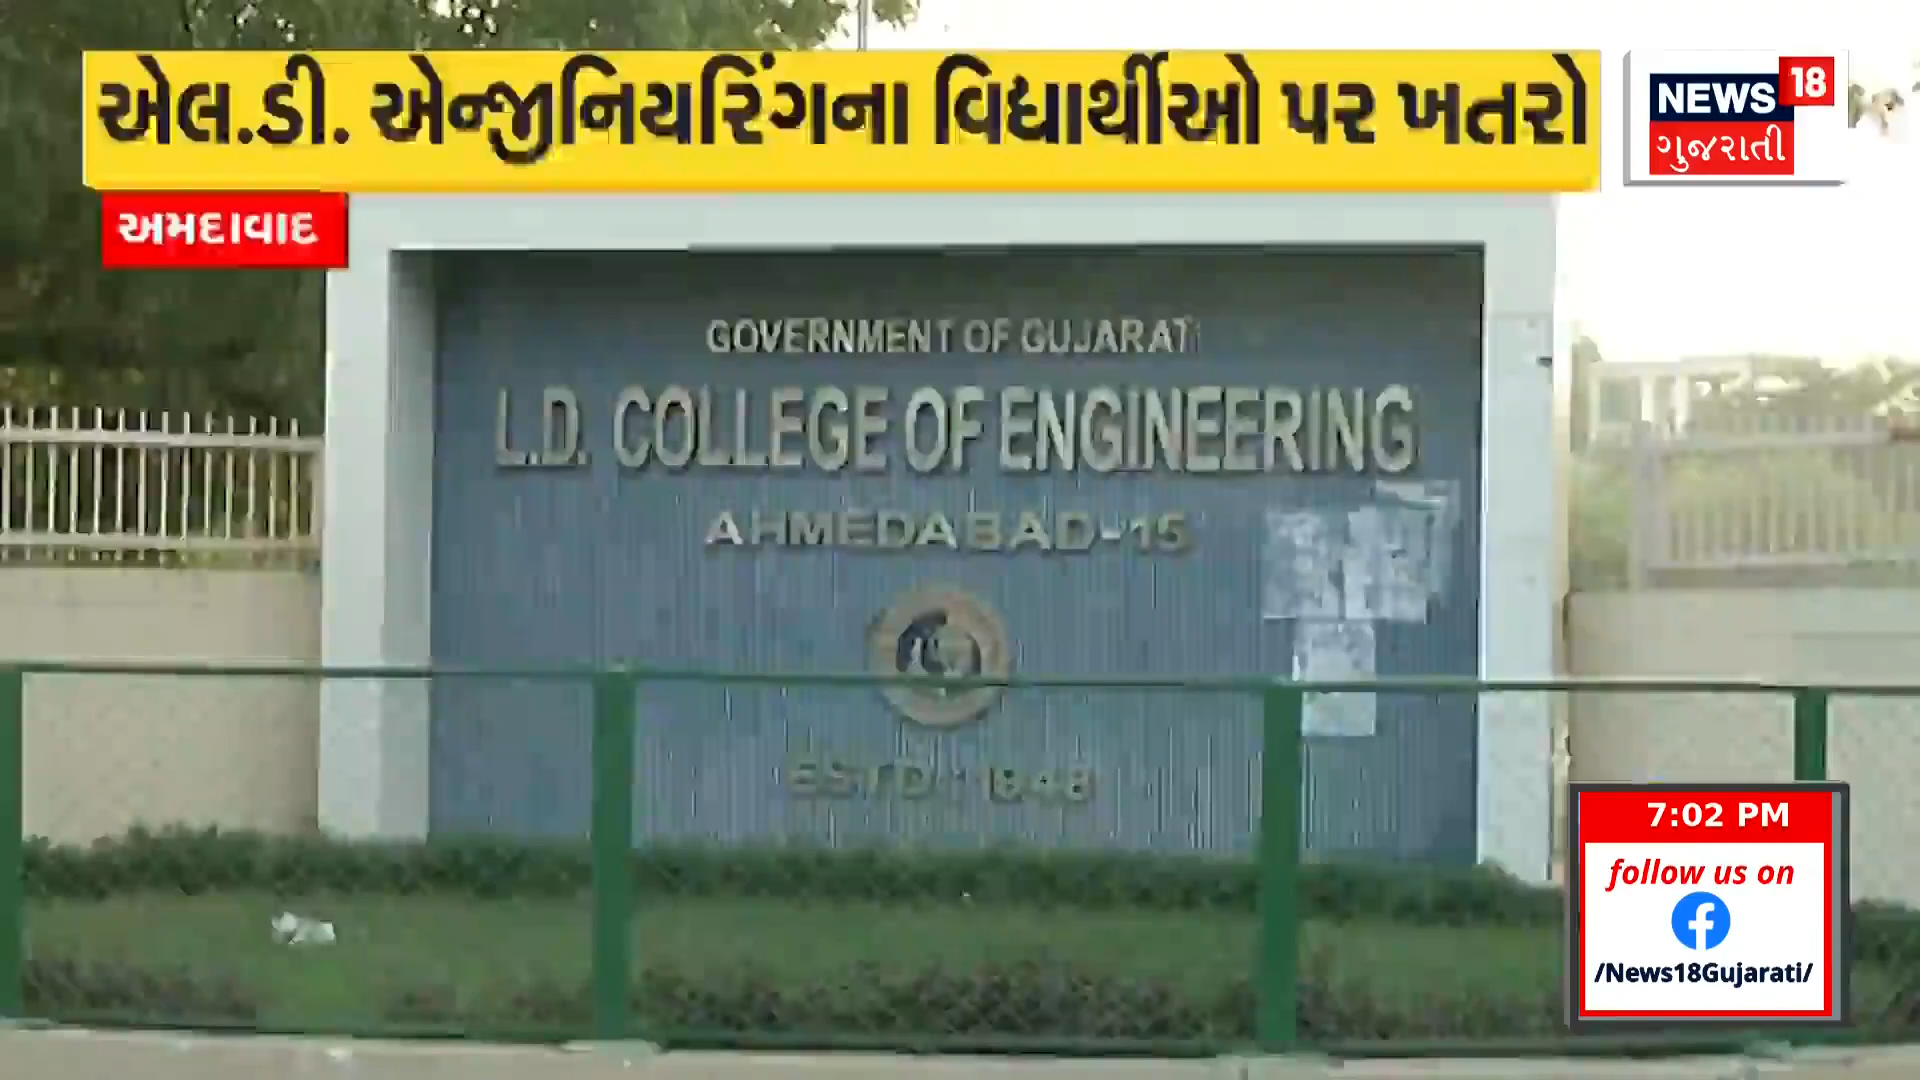 એલ.ડી. એન્જીનિયરિંગના વિદ્યાર્થીઓ પર ખતરો
NEWS 18
ગુજરાતી
અમદાવાદ
GOVERNMENT OF GUJARAT
L.D. COLLEGE OF ENGINEERING
AHMEDABAD-15
ESTD : 1948
7:02 PM
follow us on
/News18Gujarati/